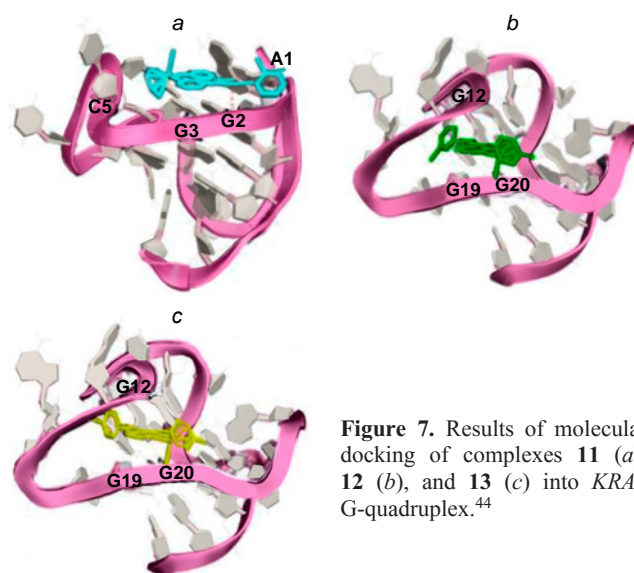 a
A1
C5
G3
G2
b
G12
G19
G20
c
G12
G19
G20
Figure 7. Results of molecula
docking of complexes 11 (a
12 (b), and 13 (c) into KRA
G-quadruplex.44